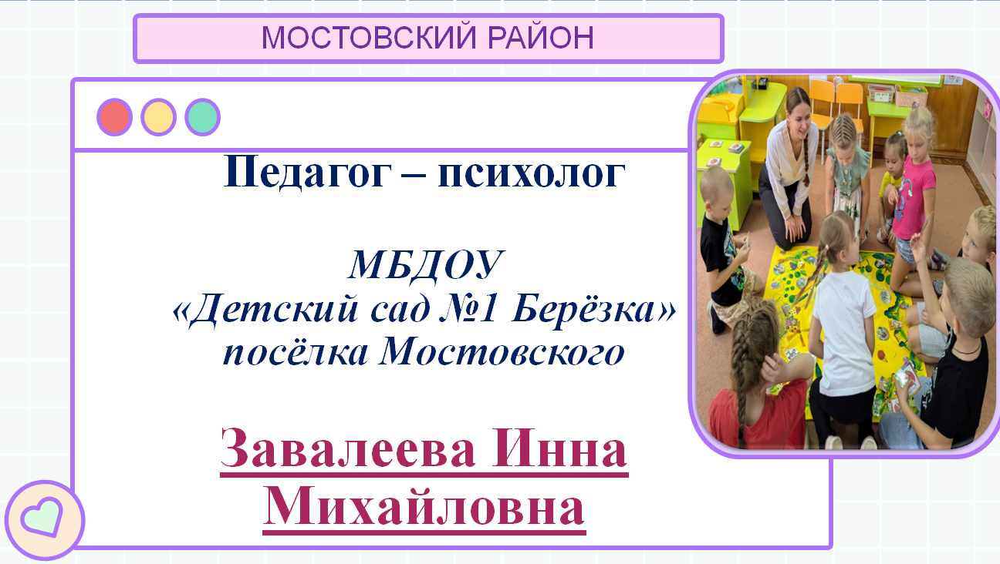 МОСТОВСКИЙ РАЙОН
Педагог – психолог
МБДОУ
«Детский сад №1 Берёзка»
посёлка Мостовского
Завалеева Инна
Михайловна